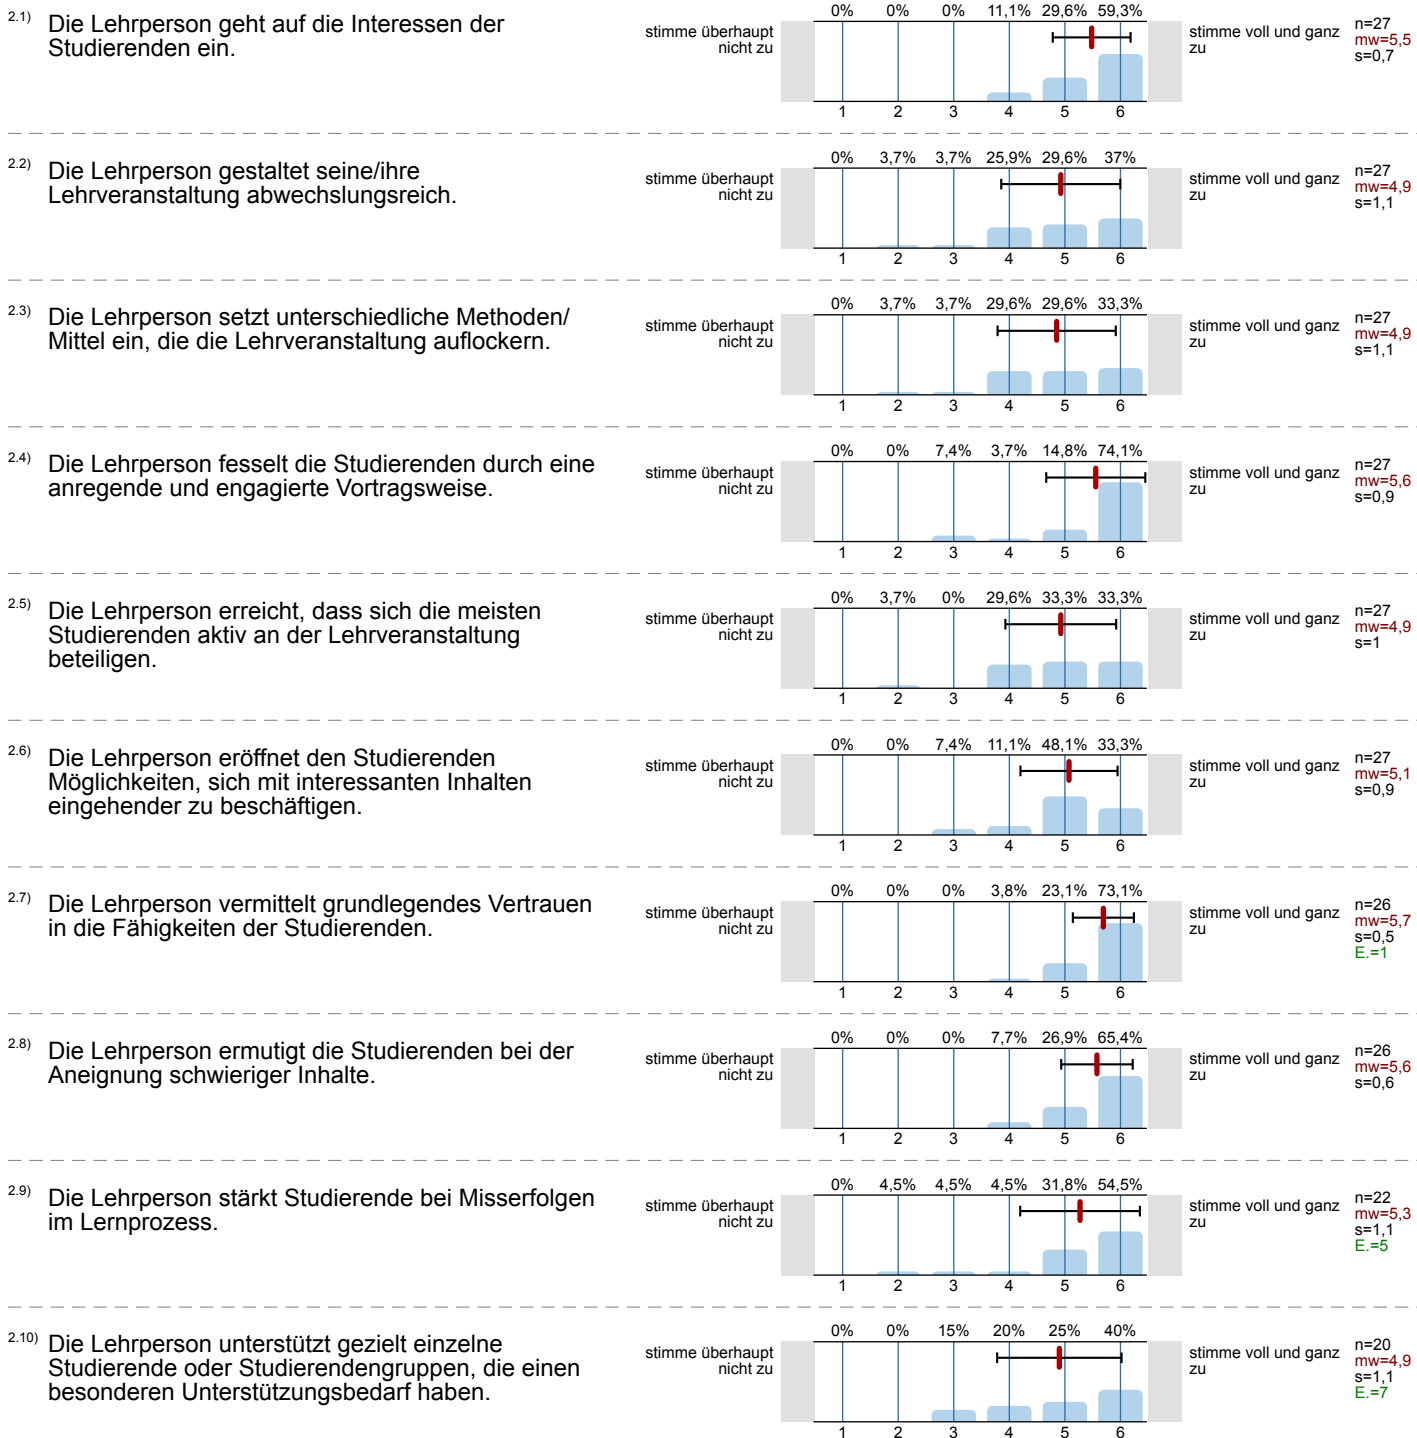 2.1) Die Lehrperson geht auf die Interessen der
Studierenden ein.
stimme überhaupt
nicht zu
0% 0% 0% 11,1% 29,6% 59,3%
1 2 3 4 5 6
stimme voll und ganz
zu
n=27
mw=5,5
s=0,7
2.2) Die Lehrperson gestaltet seine/ihre
Lehrveranstaltung abwechslungsreich.
stimme überhaupt
nicht zu
0% 3,7% 3,7% 25,9% 29,6% 37%
1 2 3 4 5 6
stimme voll und ganz
zu
n=27
mw=4,9
s=1,1
2.3) Die Lehrperson setzt unterschiedliche Methoden/
Mittel ein, die die Lehrveranstaltung auflockern.
stimme überhaupt
nicht zu
0% 3,7% 3,7% 29,6% 29,6% 33,3%
1 2 3 4 5 6
stimme voll und ganz
zu
n=27
mw=4,9
s=1,1
2.4) Die Lehrperson fesselt die Studierenden durch eine
anregende und engagierte Vortragsweise.
stimme überhaupt
nicht zu
0% 0% 7,4% 3,7% 14,8% 74,1%
1 2 3 4 5 6
stimme voll und ganz
zu
n=27
mw=5,6
s=0,9
2.5) Die Lehrperson erreicht, dass sich die meisten
Studierenden aktiv an der Lehrveranstaltung
beteiligen.
stimme überhaupt
nicht zu
0% 3,7% 0% 29,6% 33,3% 33,3%
1 2 3 4 5 6
stimme voll und ganz
zu
n=27
mw=4,9
s=1
2.6) Die Lehrperson eröffnet den Studierenden
Möglichkeiten, sich mit interessanten Inhalten
eingehender zu beschäftigen.
stimme überhaupt
nicht zu
0% 0% 7,4% 11,1% 48,1% 33,3%
1 2 3 4 5 6
stimme voll und ganz
zu
n=27
mw=5,1
s=0,9
2.7) Die Lehrperson vermittelt grundlegendes Vertrauen
in die Fähigkeiten der Studierenden.
stimme überhaupt
nicht zu
0% 0% 0% 3,8% 23,1% 73,1%
1 2 3 4 5 6
stimme voll und ganz
zu
n=26
mw=5,7
s=0,5
E.=1
2.8) Die Lehrperson ermutigt die Studierenden bei der
Aneignung schwieriger Inhalte.
stimme überhaupt
nicht zu
0% 0% 0% 7,7% 26,9% 65,4%
1 2 3 4 5 6
stimme voll und ganz
zu
n=26
mw=5,6
s=0,6
2.9) Die Lehrperson stärkt Studierende bei Misserfolgen
im Lernprozess.
stimme überhaupt
nicht zu
0% 4,5% 4,5% 4,5% 31,8% 54,5%
1 2 3 4 5 6
stimme voll und ganz
zu
n=22
mw=5,3
s=1,1
E.=5
2.10) Die Lehrperson unterstützt gezielt einzelne
Studierende oder Studierendengruppen, die einen
besonderen Unterstützungsbedarf haben.
stimme überhaupt
nicht zu
0% 0% 15% 20% 25% 40%
1 2 3 4 5 6
stimme voll und ganz
zu
n=20
mw=4,9
s=1,1
E.=7